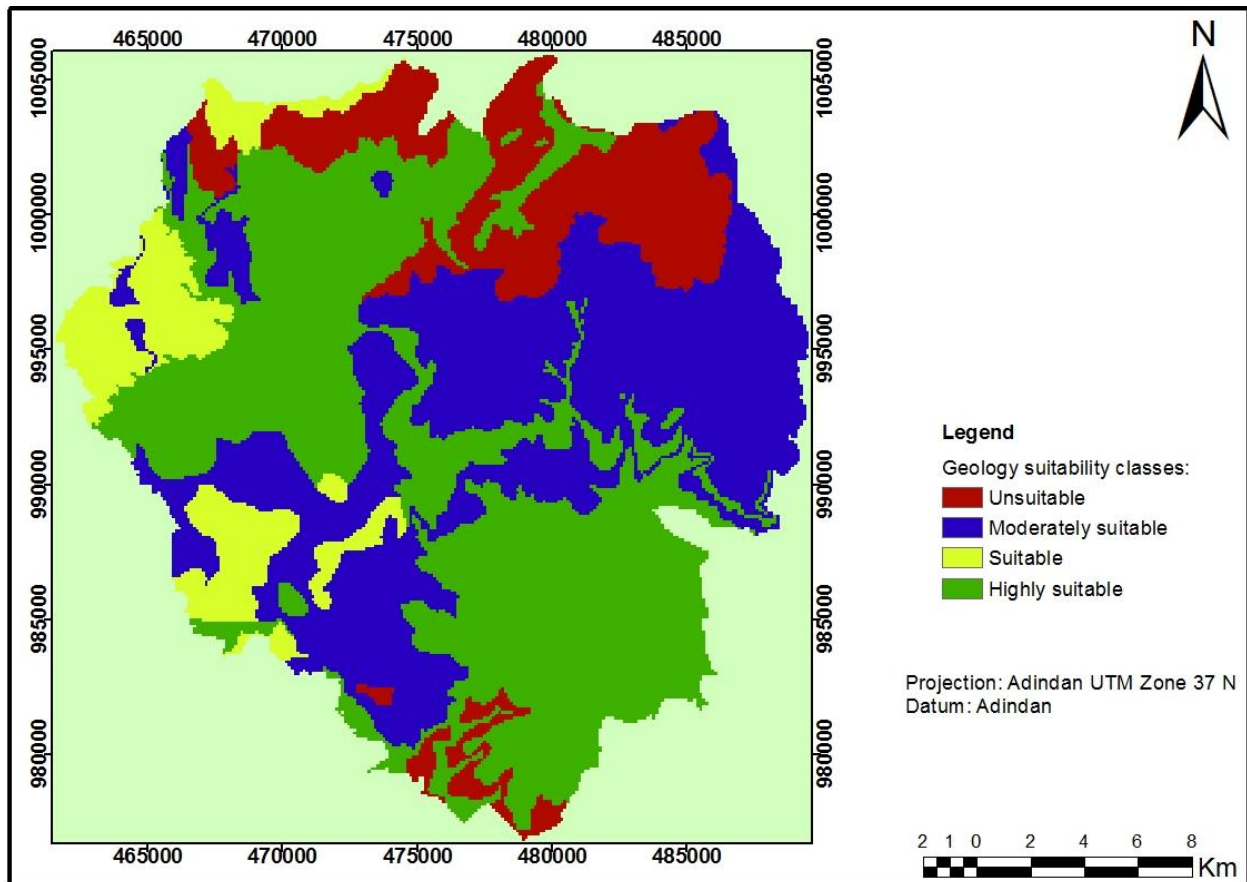 465000 470000 475000 480000 485000
N
1005000
1000000
995000
990000
985000
980000
1005000
1000000
995000
990000
985000
980000
Legend
Geology suitability classes:
Unsuitable
Moderately suitable
Suitable
Highly suitable
Projection: Adindan UTM Zone 37 N
Datum: Adindan
465000 470000 475000 480000 485000
2 1 0 2 4 6 8
Km